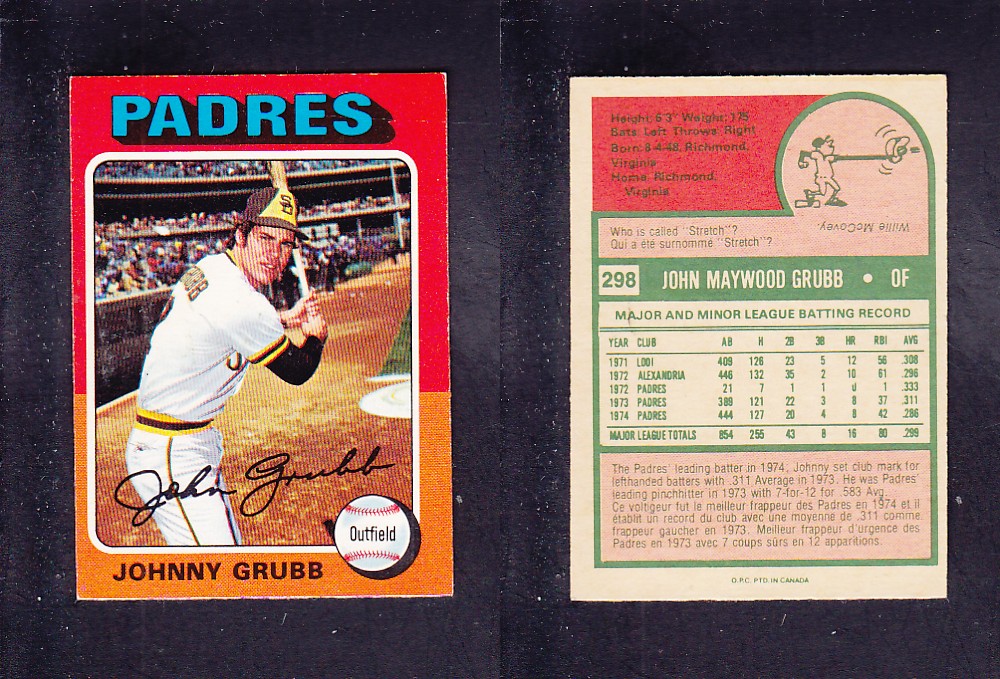 PADRES
SD
Johnny Grubb
Outfield
JOHNNY GRUBB
Height: 6'3" Weight: 175
Bats: Left Throws: Right
Born: 8-4-48, Richmond,
Virginia
Home: Richmond,
Virginia
Willie McCovey.
Who is called "Stretch"?
Qui a été surnommé "Stretch"?
298 JOHN MAYWOOD GRUBB • OF
MAJOR AND MINOR LEAGUE BATTING RECORD
YEAR CLUB AB H 2B 3B HR RBI AVG
1971 LODI 409 126 23 5 12 56 .308
1972 ALEXANDRIA 446 132 35 2 10 61 .296
1972 PADRES 21 7 1 1 0 1 .333
1973 PADRES 389 121 22 3 8 37 .311
1974 PADRES 444 127 20 4 8 42 .286
MAJOR LEAGUE TOTALS 854 255 43 8 16 80 .299
The Padres' leading batter in 1974; Johnny set club mark for
lefthanded batters with .311 Average in 1973. He was Padres'
leading pinchhitter in 1973 with 7-for-12 for .583 Avg.
Ce voltigeur fut le meilleur frappeur des Padres en 1974 et il
établit un record du club avec une moyenne de .311 comme
frappeur gaucher en 1973. Meilleur frappeur d'urgence des
Padres en 1973 avec 7 coups sûrs en 12 apparitions.
O.P.C. PTD. IN CANADA